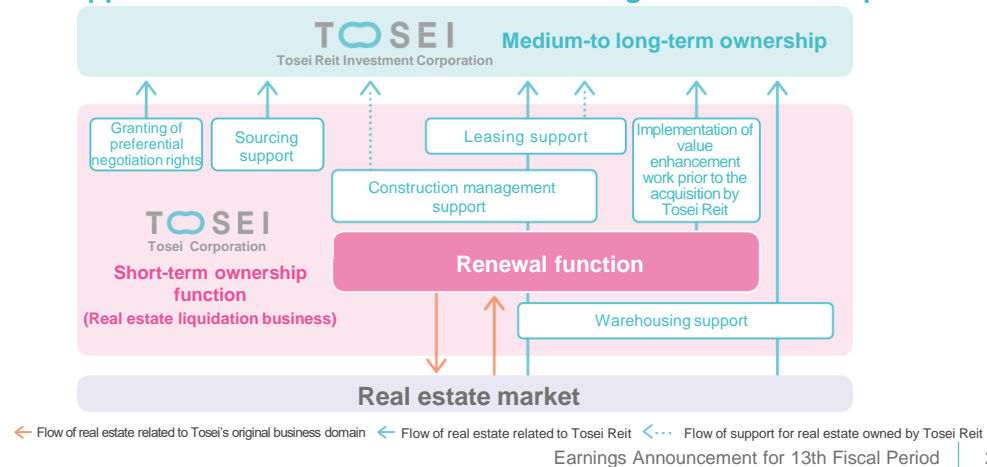 TOSEI
Tosei Reit Investment Corporation
Medium-to long-term ownership
Granting of
preferential
negotiation rights
Sourcing
support
Leasing support
Implementation of
value
enhancement
work prior to the
acquisition by
Tosei Reit
Construction management
support
TOSEI
Tosei Corporation
Short-term ownership
function
(Real estate liquidation business)
Renewal function
Warehousing support
Real estate market
Flow of real estate related to Tosei's original business domain
Flow of real estate related to Tosei Reit
Flow of support for real estate owned by Tosei Reit
Earnings Announcement for 13th Fiscal Period